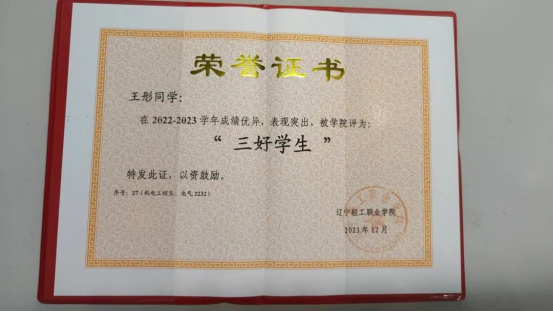 荣誉证书
王彤同学：
在2022-2023学年成绩优异，表现突出，被学院评为：
“三好学生”
特发此证，以资鼓励。
序号：27（机电工程系，电气2232）
辽宁轻工职业学院
2023年12月